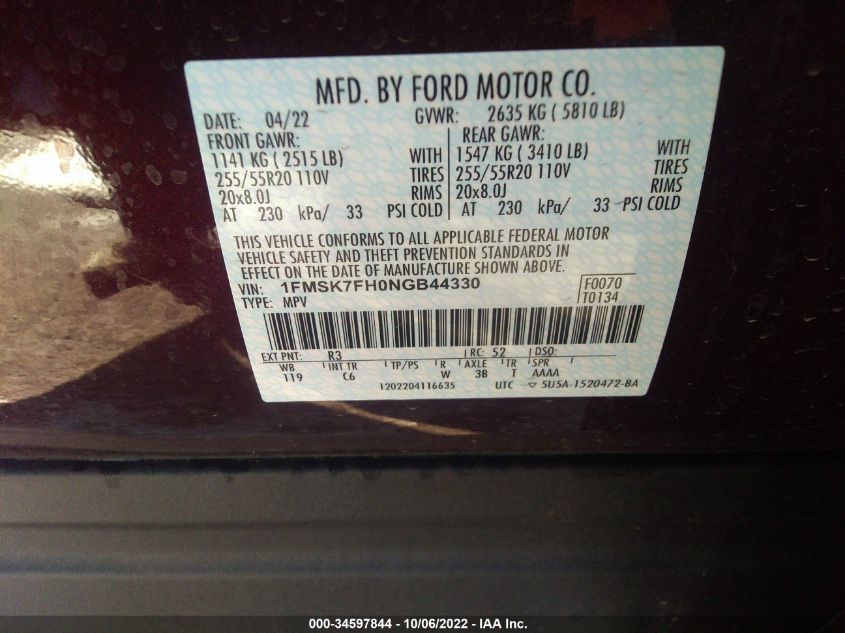 MFD. BY FORD MOTOR CO.
DATE: 04/22 GVWR: 2635 KG ( 5810 LB)
FRONT GAWR: REAR GAWR:
1141 KG ( 2515 LB) WITH 1547 KG ( 3410 LB) WITH
255/55R20 110V TIRES 255/55R20 110V TIRES
20x8.0J RIMS 20x8.0J RIMS
AT 230 kPa/ 33 PSI COLD AT 230 kPa/ 33 PSI COLD
THIS VEHICLE CONFORMS TO ALL APPLICABLE FEDERAL MOTOR
VEHICLE SAFETY AND THEFT PREVENTION STANDARDS IN
EFFECT ON THE DATE OF MANUFACTURE SHOWN ABOVE.
VIN: 1FMSK7FH0NGB44330 F0070
TYPE: MPV T0134
EXT PNT: R3 RC: 52 DSO:
WB INT TR TP/PS R AXLE TR SPR
119 C6 W 3B T AAAA
1202204116635 UTC ▽ 5U5A-1520472-BA
000-34597844 - 10/06/2022 - IAA Inc.